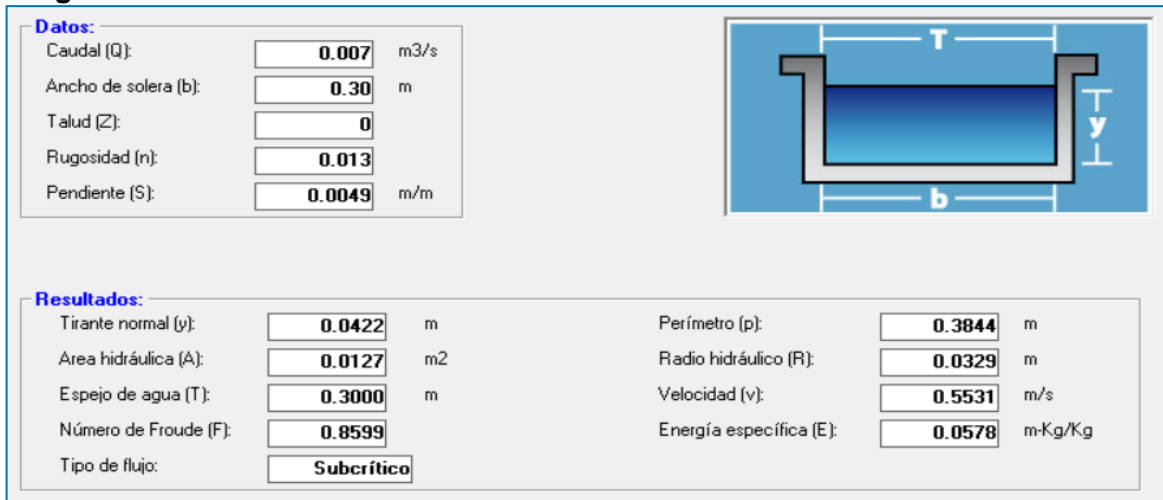 Datos:
Caudal (Q): 0.007 m3/s
Ancho de solera (b): 0.30 m
Talud (Z): 0
Rugosidad (n): 0.013
Pendiente (S): 0.0049 m/m
T
y
b
Resultados:
Tirante normal (y): 0.0422 m Perímetro (p): 0.3844 m
Area hidráulica (A): 0.0127 m2 Radio hidráulico (R): 0.0329 m
Espejo de agua (T): 0.3000 m Velocidad (v): 0.5531 m/s
Número de Froude (F): 0.8599 Energía específica (E): 0.0578 m-Kg/Kg
Tipo de flujo: Subcrítico